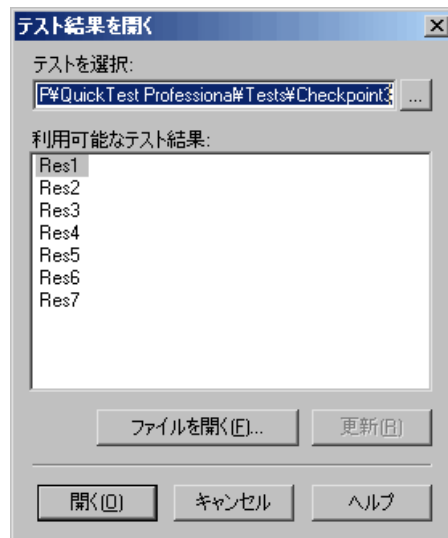 テスト結果を開く
テストを選択:
P¥QuickTest Professional¥Tests¥Checkpoint3
...
利用可能なテスト結果:
Res1
Res2
Res3
Res4
Res5
Res6
Res7
ファイルを開く(F)... 更新(R)
開く(O) キャンセル ヘルプ